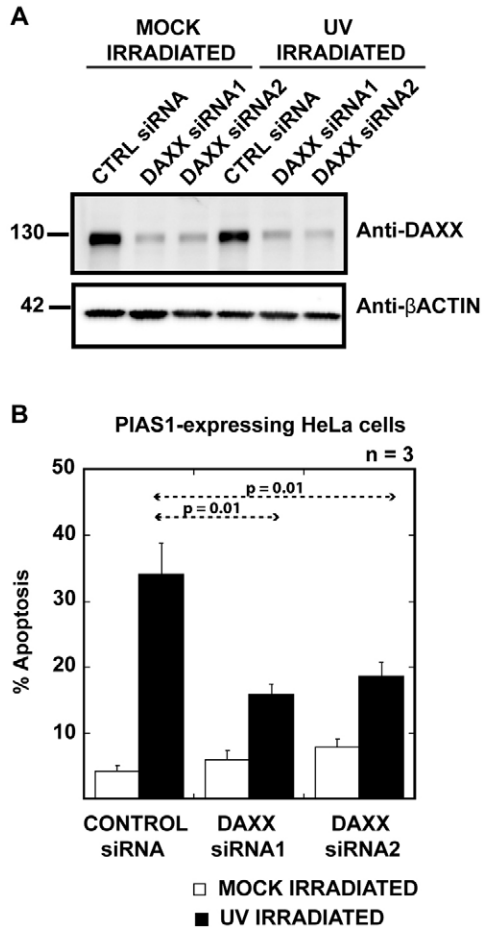 A
MOCK IRRADIATED
UV IRRADIATED
CTRL siRNA
DAXX siRNA1
DAXX siRNA2
CTRL siRNA
DAXX siRNA1
DAXX siRNA2
130
Anti-DAXX
42
Anti-βACTIN
B
PIAS1-expressing HeLa cells
n = 3
50
40
30
20
10
% Apoptosis
p = 0.01
p = 0.01
CONTROL siRNA
DAXX siRNA1
DAXX siRNA2
MOCK IRRADIATED
UV IRRADIATED